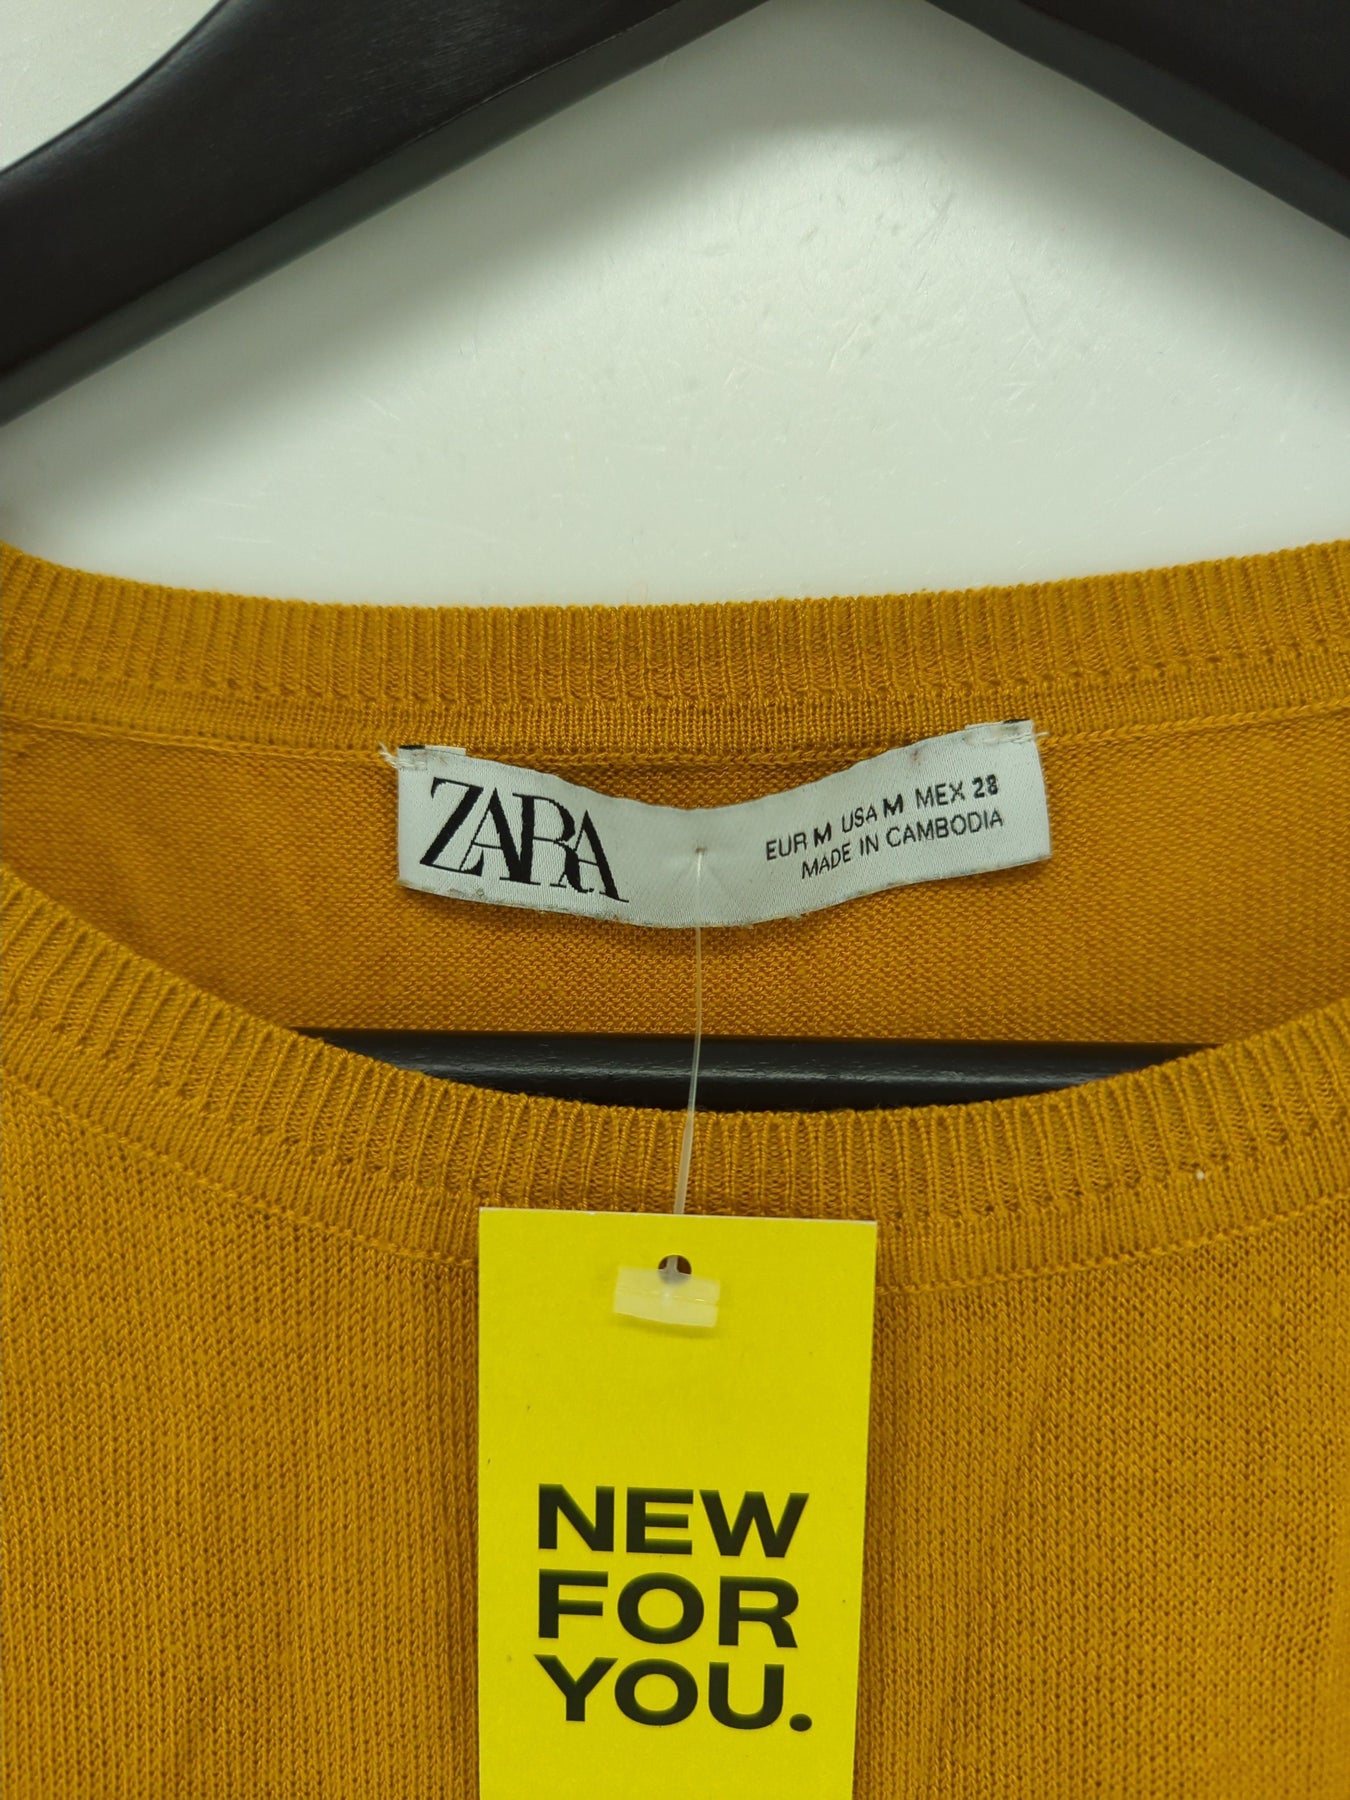 ZARA
EUR M USA M MEX 28
MADE IN CAMBODIA
NEW
FOR
YOU.